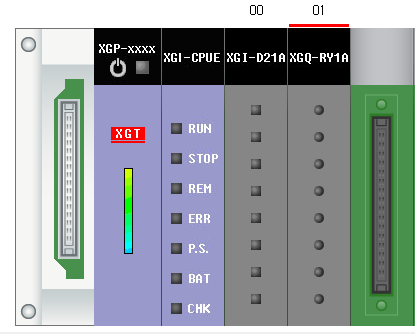 00 01
XGP-xxxx XGI-CPUE XGI-D21A XGQ-RY1A
XGT
RUN
STOP
REM
ERR
P.S.
BAT
CHK